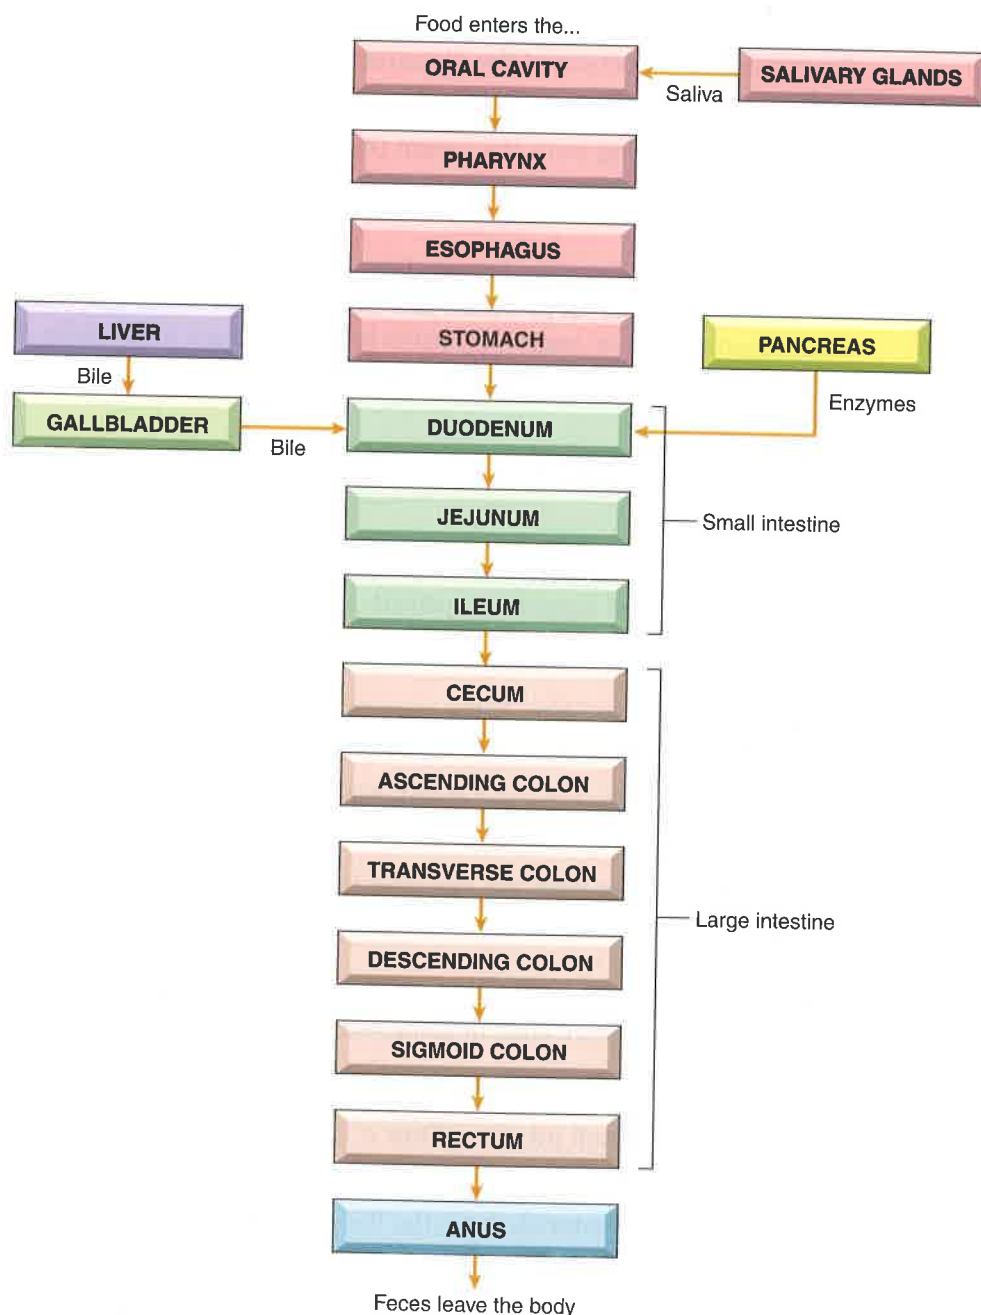 Food enters the...
ORAL CAVITY
SALIVARY GLANDS
Saliva
PHARYNX
ESOPHAGUS
STOMACH
LIVER
PANCREAS
Bile
Enzymes
GALLBLADDER
Bile
DUODENUM
JEJUNUM
Small intestine
ILEUM
CECUM
ASCENDING COLON
TRANSVERSE COLON
Large intestine
DESCENDING COLON
SIGMOID COLON
RECTUM
ANUS
Feces leave the body